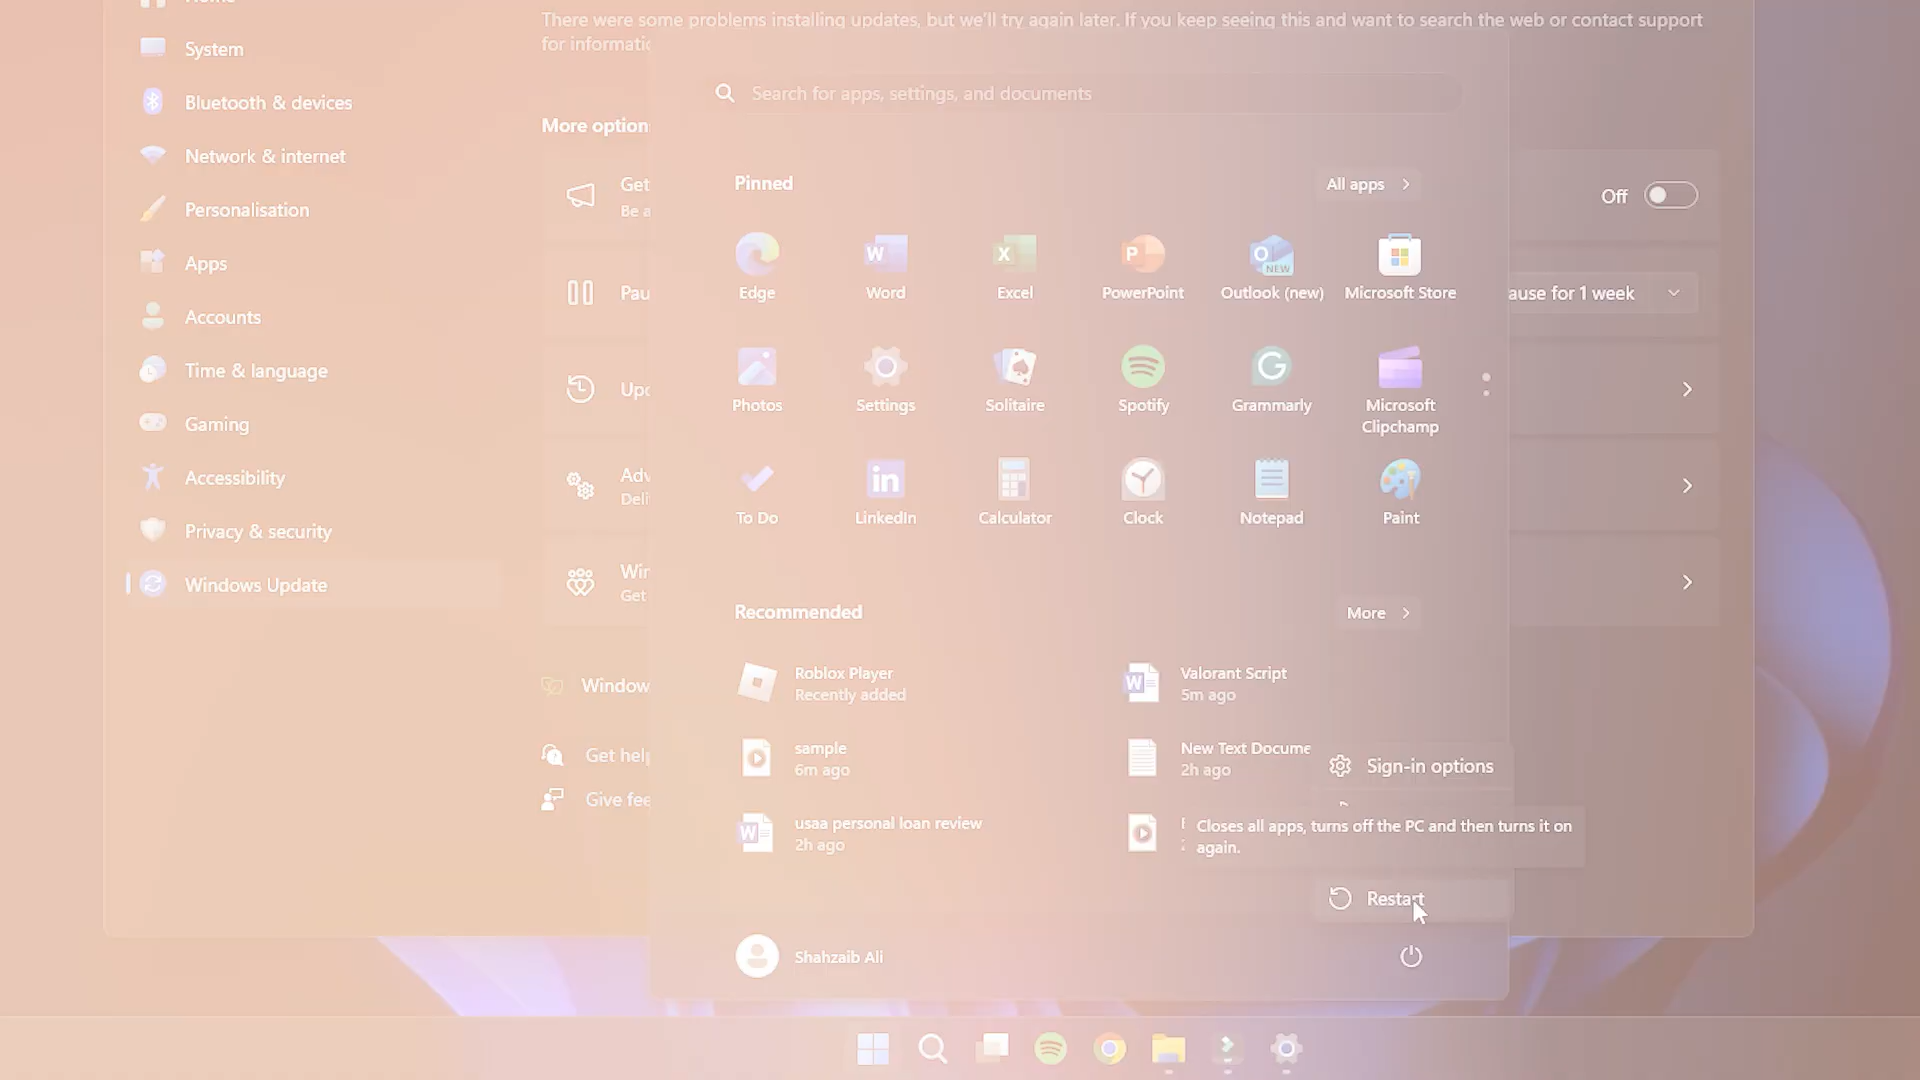 Home
System
Bluetooth & devices
Network & internet
Personalisation
Apps
Accounts
Time & language
Gaming
Accessibility
Privacy & security
Windows Update
There were some problems installing updates, but we'll try again later. If you keep seeing this and want to search the web or contact support
for informatic
More option
Get
Be a
Off
Pau
ause for 1 week
Upd
Adv
Deli
Win
Get
Window
Get help
Give fee
Search for apps, settings, and documents
Pinned
All apps
Edge
Word
Excel
PowerPoint
NEW
Outlook (new)
Microsoft Store
Photos
Settings
Solitaire
Spotify
Grammarly
Microsoft
Clipchamp
To Do
LinkedIn
Calculator
Clock
Notepad
Paint
Recommended
More
Roblox Player
Recently added
Valorant Script
5m ago
sample
6m ago
New Text Docume
2h ago
usaa personal loan review
2h ago
Sign-in options
Closes all apps, turns off the PC and then turns it on
again.
Restart
Shahzaib Ali